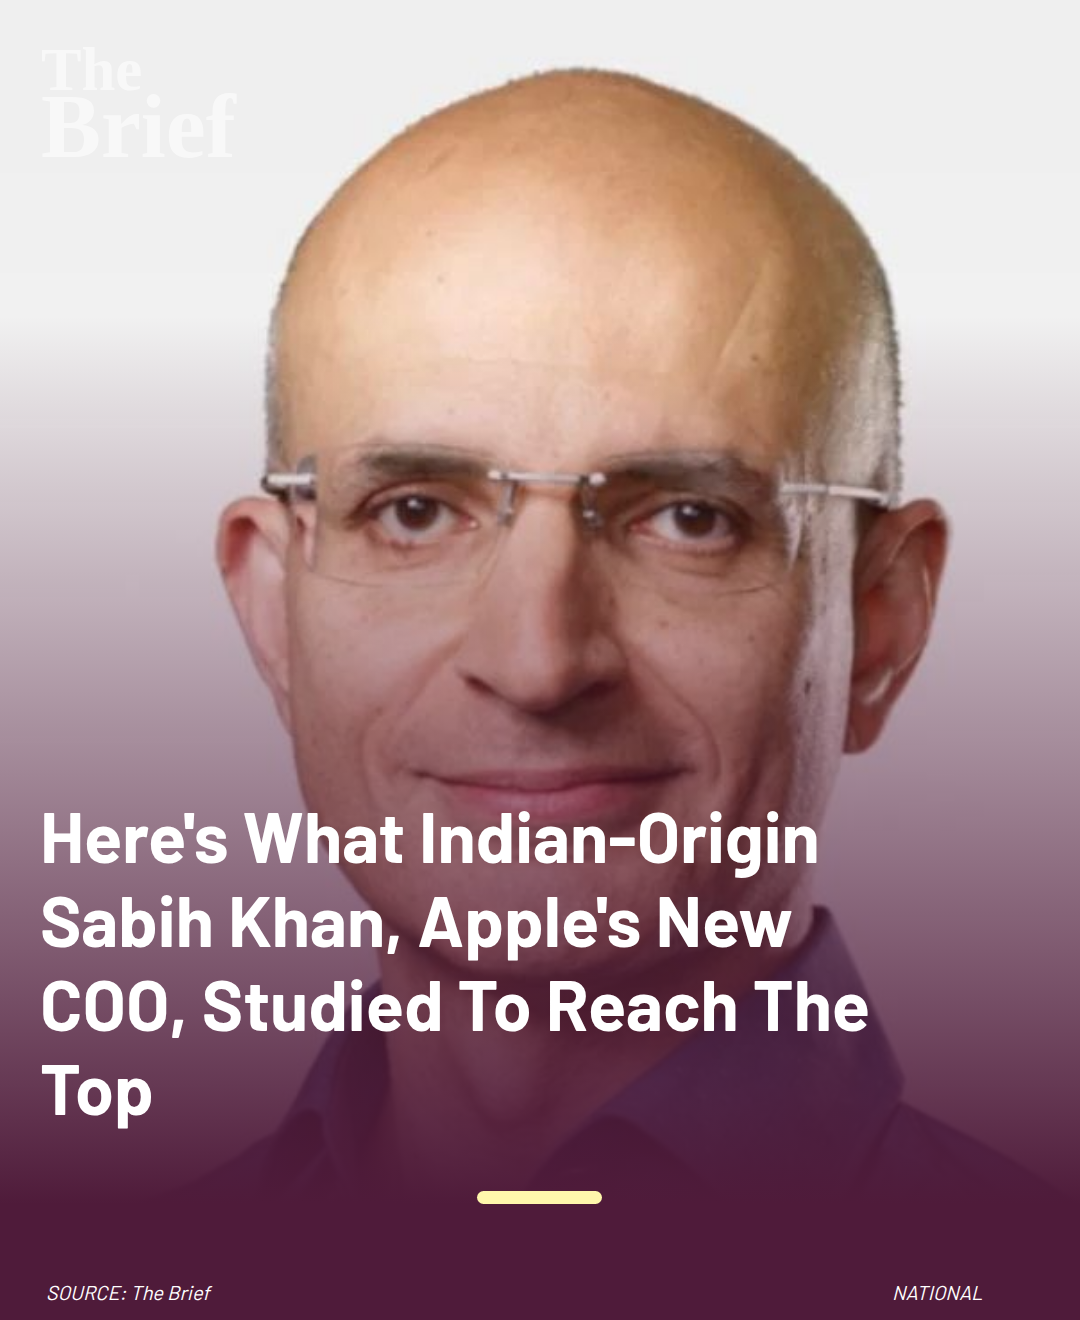 The
Brief
Here's What Indian-Origin
Sabih Khan, Apple's New
COO, Studied To Reach The
Top
SOURCE: The Brief
NATIONAL